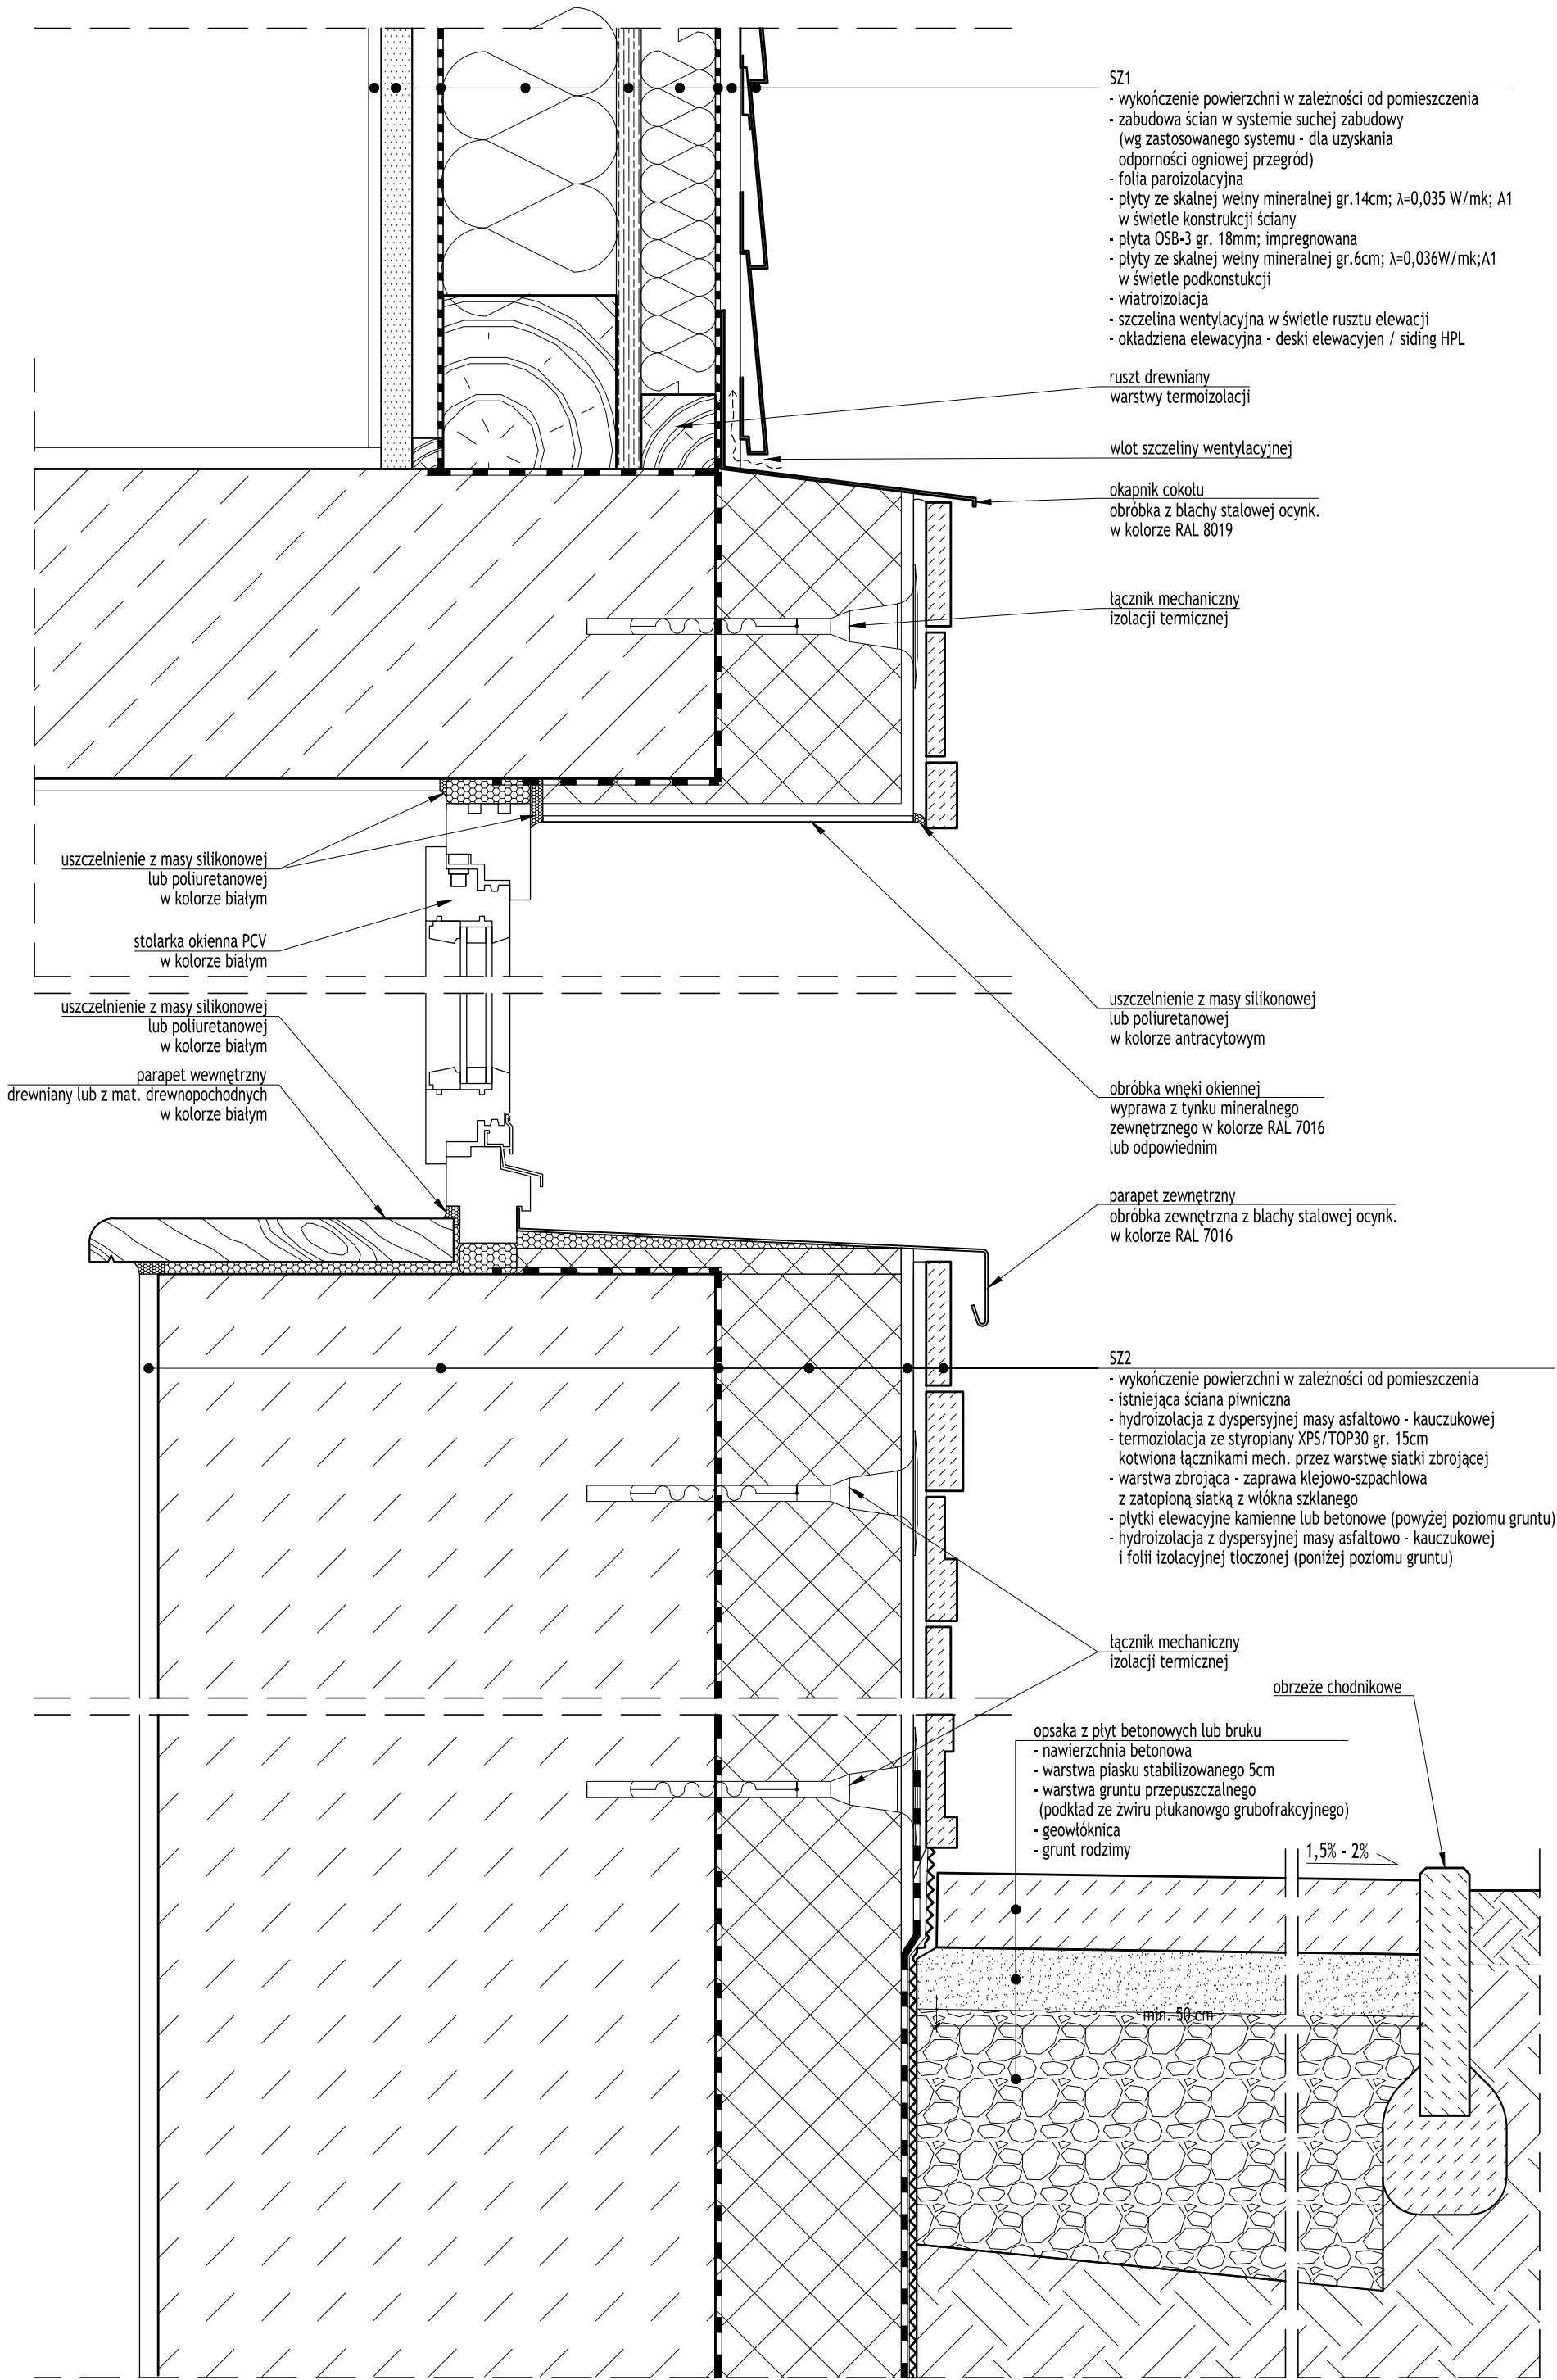 SZ1
- wykończenie powierzchni w zależności od pomieszczenia
- zabudowa ścian w systemie suchej zabudowy
(wg zastosowanego systemu - dla uzyskania
odporności ogniowej przegród)
- folia paroizolacyjna
- płyty ze skalnej wełny mineralnej gr.14cm; λ=0,035 W/mk; A1
w świetle konstrukcji ściany
- płyta OSB-3 gr. 18mm; impregnowana
- płyty ze skalnej wełny mineralnej gr.6cm; λ=0,036W/mk;A1
w świetle podkonstukcji
- wiatroizolacja
- szczelina wentylacyjna w świetle rusztu elewacji
- okładziena elewacyjna - deski elewacyjen / siding HPL
ruszt drewniany
warstwy termoizolacji
wlot szczeliny wentylacyjnej
okapnik cokołu
obróbka z blachy stalowej ocynk.
w kolorze RAL 8019
łącznik mechaniczny
izolacji termicznej
uszczelnienie z masy silikonowej
lub poliuretanowej
w kolorze białym
stolarka okienna PCV
w kolorze białym
uszczelnienie z masy silikonowej
lub poliuretanowej
w kolorze białym
parapet wewnętrzny
drewniany lub z mat. drewnopochodnych
w kolorze białym
uszczelnienie z masy silikonowej
lub poliuretanowej
w kolorze antracytowym
obróbka wnęki okiennej
wyprawa z tynku mineralnego
zewnętrznego w kolorze RAL 7016
lub odpowiednim
parapet zewnętrzny
obróbka zewnętrzna z blachy stalowej ocynk.
w kolorze RAL 7016
SZ2
- wykończenie powierzchni w zależności od pomieszczenia
- istniejąca ściana piwniczna
- hydroizolacja z dyspersyjnej masy asfaltowo - kauczukowej
- termoziolacja ze styropiany XPS/TOP30 gr. 15cm
kotwiona łącznikami mech. przez warstwę siatki zbrojącej
- warstwa zbrojąca - zaprawa klejowo-szpachlowa
z zatopioną siatką z włókna szklanego
- płytki elewacyjne kamienne lub betonowe (powyżej poziomu gruntu)
- hydroizolacja z dyspersyjnej masy asfaltowo - kauczukowej
i folii izolacyjnej tłoczonej (poniżej poziomu gruntu)
łącznik mechaniczny
izolacji termicznej
obrzeże chodnikowe
opsaka z płyt betonowych lub bruku
- nawierzchnia betonowa
- warstwa piasku stabilizowanego 5cm
- warstwa gruntu przepuszczalnego
(podkład ze żwiru płukanowgo grubofrakcyjnego)
- geowłóknica
- grunt rodzimy
1,5% - 2%
min. 50 cm